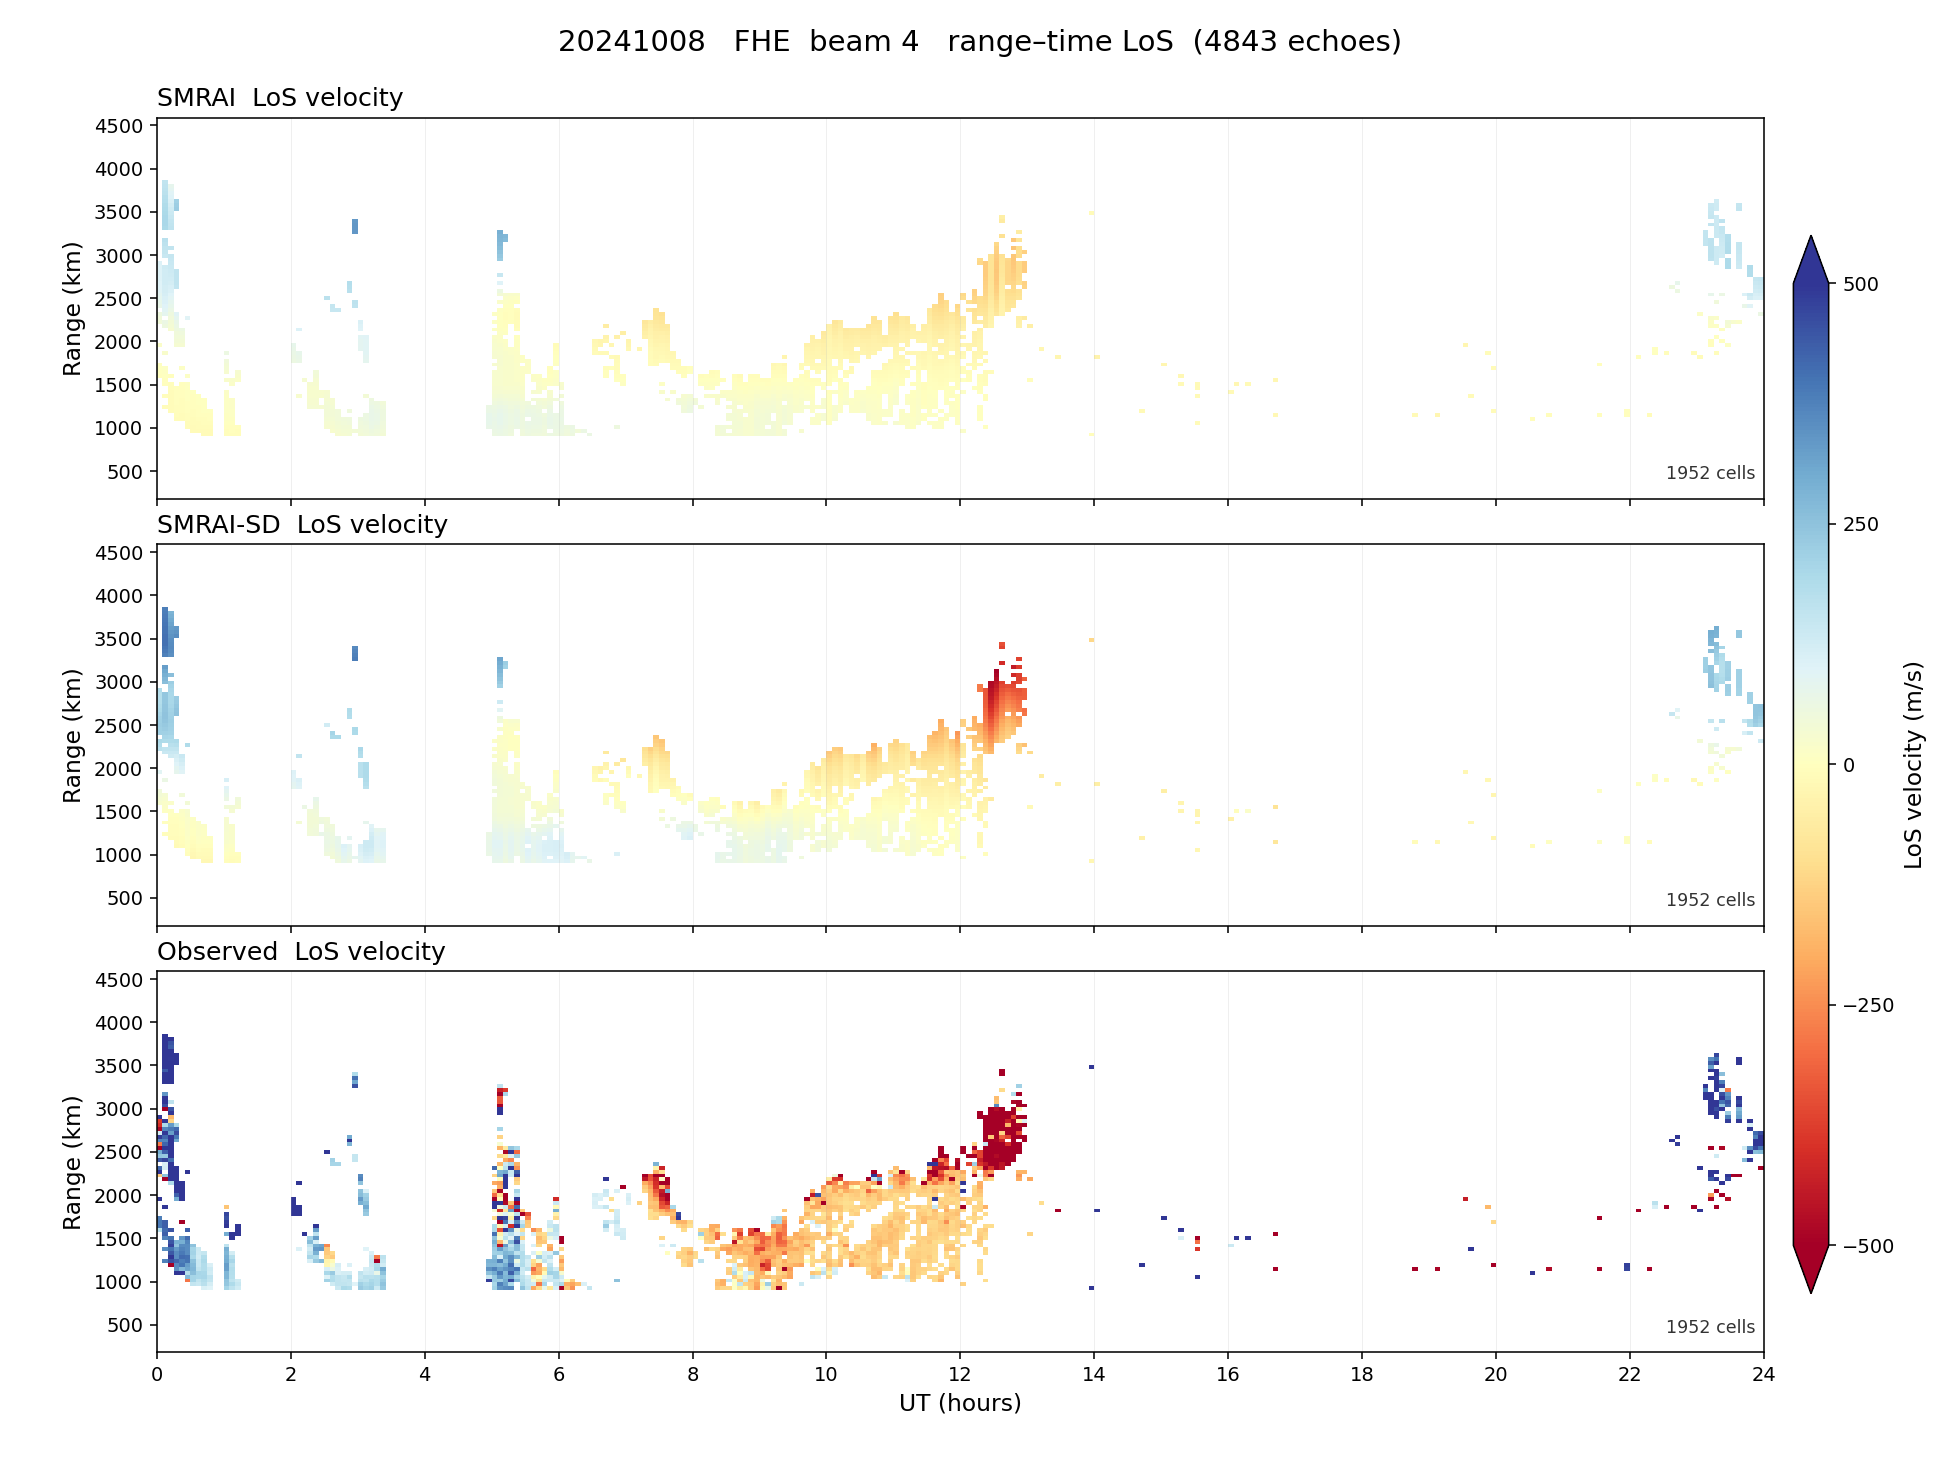 20241008   FHE  beam 4   range–time LoS  (4843 echoes)
SMRAI  LoS velocity
4500
4000
3500
3000
2500
2000
1500
1000
500
Range (km)
1952 cells
SMRAI-SD  LoS velocity
4500
4000
3500
3000
2500
2000
1500
1000
500
Range (km)
1952 cells
Observed  LoS velocity
4500
4000
3500
3000
2500
2000
1500
1000
500
Range (km)
1952 cells
0 2 4 6 8 10 12 14 16 18 20 22 24
UT (hours)
500
250
0
−250
−500
LoS velocity (m/s)